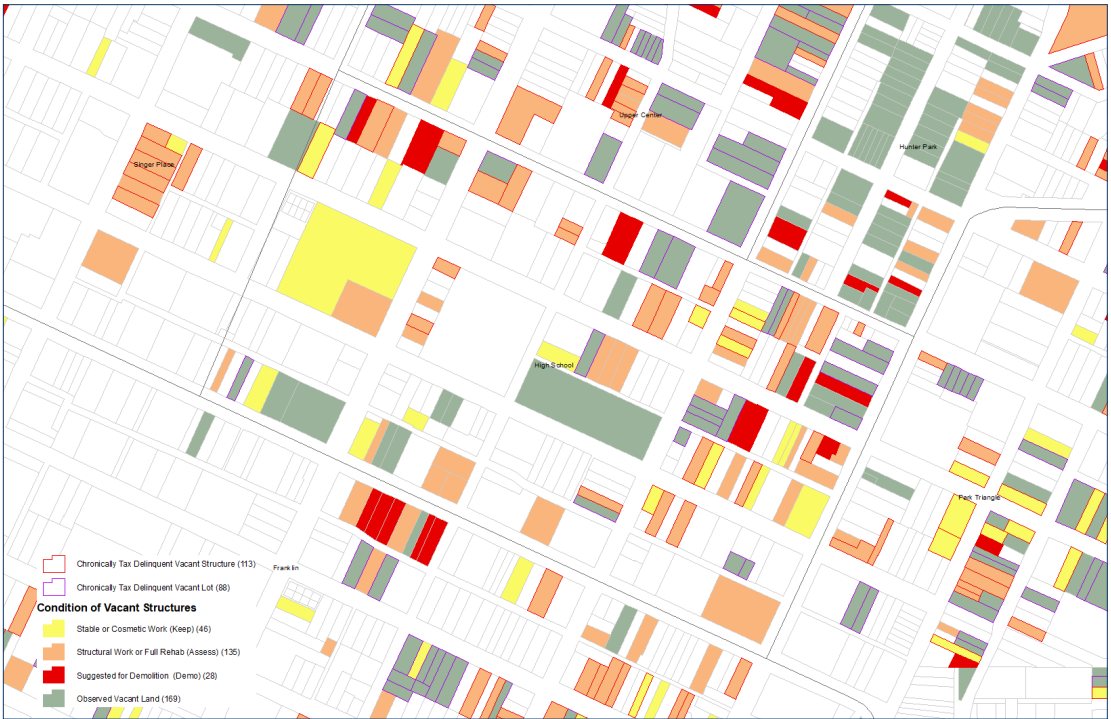 Upper Center
Hunter Park
Singer Place
High School
Park Triangle
Franklin
Chronically Tax Delinquent Vacant Structure (113)
Chronically Tax Delinquent Vacant Lot (88)
Condition of Vacant Structures
Stable or Cosmetic Work (Keep) (46)
Structural Work or Full Rehab (Assess) (135)
Suggested for Demolition (Demo) (28)
Observed Vacant Land (169)